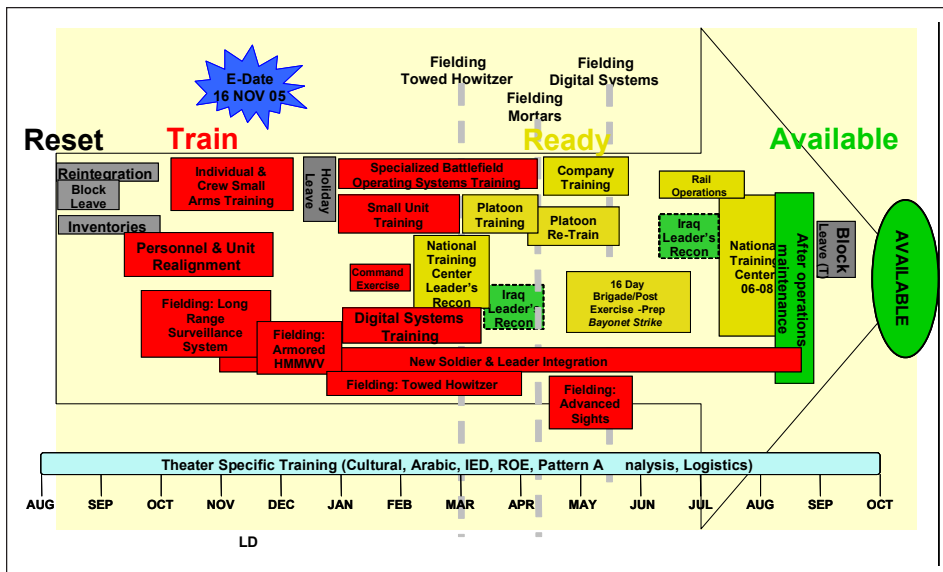 E-Date
16 NOV 05
Fielding
Towed Howitzer
Fielding
Mortars
Fielding
Digital Systems
Reset
Train
Ready
Available
Reintegration
Block
Leave
Inventories
Individual &
Crew Small
Arms Training
Holiday
Leave
Specialized Battlefield
Operating Systems Training
Company
Training
Rail
Operations
Small Unit
Training
Platoon
Training
Platoon
Re-Train
Iraq
Leader's
Recon
Personnel & Unit
Realignment
National
Training
Center
Leader's
Recon
Command
Exercise
Iraq
Leader's
Recon
16 Day
Brigade/Post
Exercise -Prep
Bayonet Strike
National
Training
Center
06-08
After operations
maintenance
Block
Leave (T)
AVAILABLE
Fielding: Long
Range
Surveillance
System
Fielding:
Armored
HMMWV
Digital Systems
Training
New Soldier & Leader Integration
Fielding: Towed Howitzer
Fielding:
Advanced
Sights
Theater Specific Training (Cultural, Arabic, IED, ROE, Pattern A nalysis, Logistics)
AUG SEP OCT NOV DEC JAN FEB MAR APR MAY JUN JUL AUG SEP OCT
LD